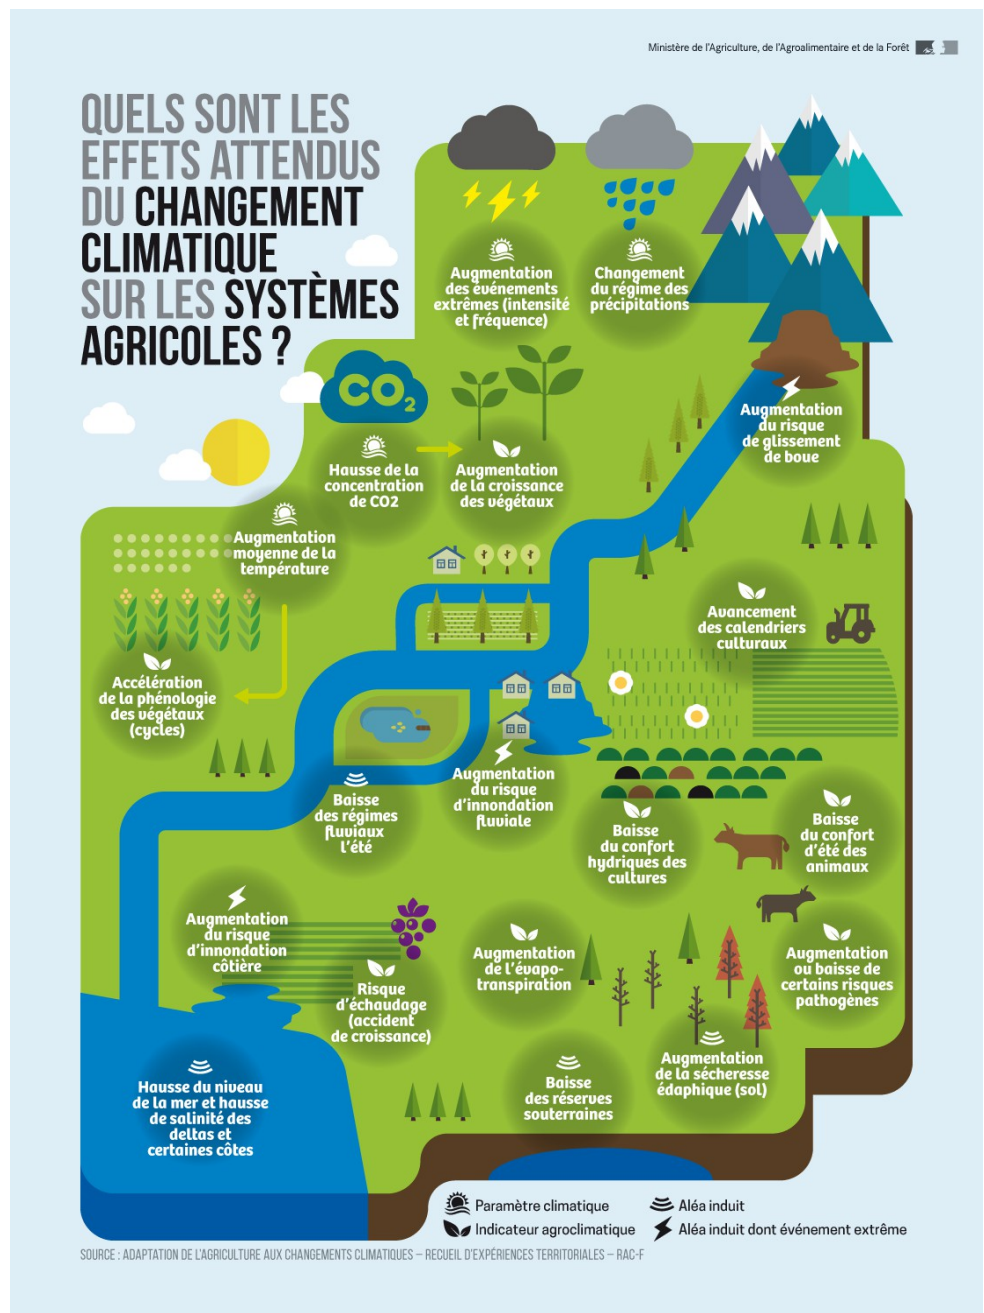 Ministère de l'Agriculture, de l'Agroalimentaire et de la Forêt
QUELS SONT LES
EFFETS ATTENDUS
DU CHANGEMENT
CLIMATIQUE
SUR LES SYSTÈMES
AGRICOLES ?
Augmentation
des événements
extrêmes (intensité
et fréquence)
Changement
du régime des
précipitations
CO2
Augmentation
du risque
de glissement
de boue
Hausse de la
concentration
de CO2
Augmentation
de la croissance
des végétaux
Augmentation
moyenne de la
température
Avancement
des calendriers
culturaux
Accélération
de la phénologie
des végétaux
(cycles)
Baisse
des régimes
fluviaux
l'été
Augmentation
du risque
d'innondation
fluviale
Baisse
du confort
hydriques des
cultures
Baisse
du confort
d'été des
animaux
Augmentation
du risque
d'innondation
côtière
Risque
d'échaudage
(accident
de croissance)
Augmentation
de l'évapo-
transpiration
Augmentation
ou baisse de
certains risques
pathogènes
Hausse du niveau
de la mer et hausse
de salinité des
deltas et
certaines côtes
Baisse
des réserves
souterraines
Augmentation
de la sécheresse
édaphique (sol)
Paramètre climatique
Aléa induit
Indicateur agroclimatique
Aléa induit dont événement extrême
SOURCE : ADAPTATION DE L'AGRICULTURE AUX CHANGEMENTS CLIMATIQUES – RECUEIL D'EXPÉRIENCES TERRITORIALES – RAC-F